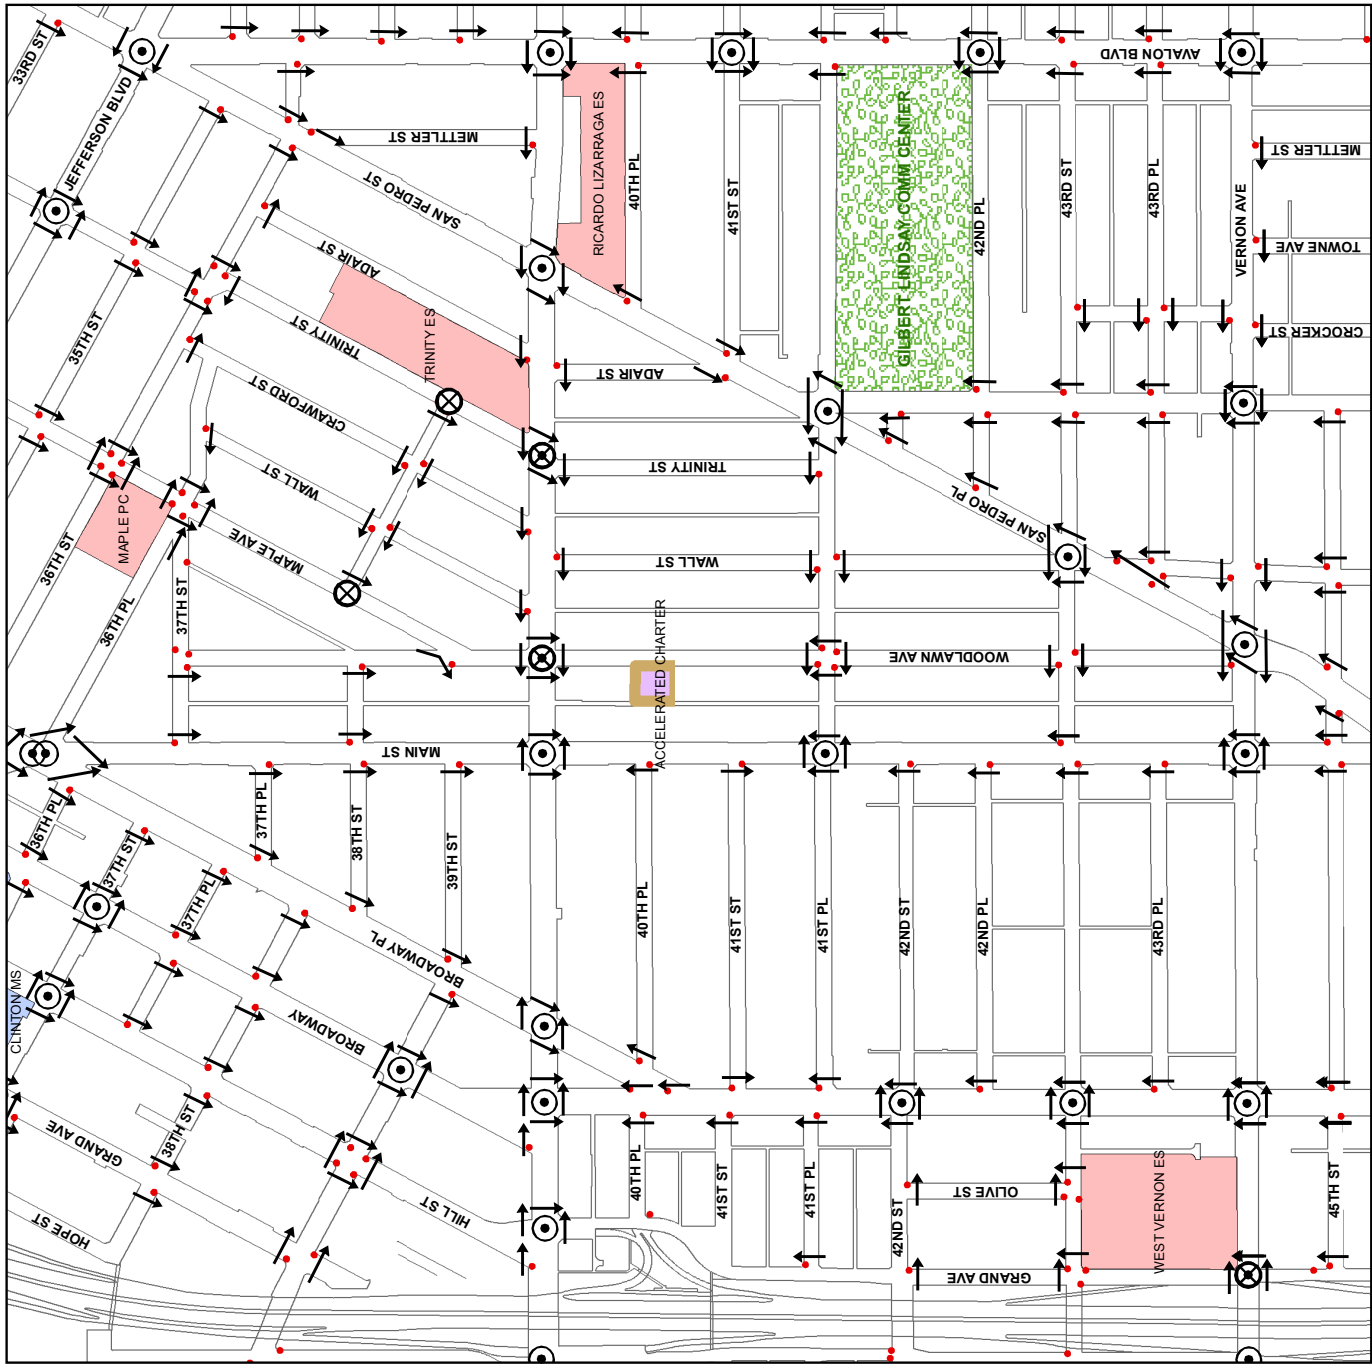 33RD ST
JEFFERSON BLVD
AVALON BLVD
METTLER ST
METTLER ST
SAN PEDRO ST
RICARDO LIZARRAGA ES
40TH PL
41ST ST
GILBERT LINDSAY COMM CENTER
42ND PL
43RD ST
43RD PL
VERNON AVE
TOWNE AVE
CROCKER ST
ADAIR ST
TRINITY ST
TRINITY ES
35TH ST
CRAWFORD ST
ADAIR ST
WALL ST
TRINITY ST
MAPLE PC
36TH ST
MAPLE AVE
SAN PEDRO PL
WALL ST
36TH PL
37TH ST
ACCELERATED CHARTER
WOODLAWN AVE
MAIN ST
36TH PL
37TH PL
38TH ST
39TH ST
37TH ST
37TH PL
40TH PL
41ST ST
41ST PL
42ND ST
42ND PL
43RD PL
BROADWAY PL
CLINTON MS
BROADWAY
38TH ST
GRAND AVE
HOPE ST
HILL ST
40TH PL
41ST ST
41ST PL
42ND ST
OLIVE ST
GRAND AVE
WEST VERNON ES
45TH ST